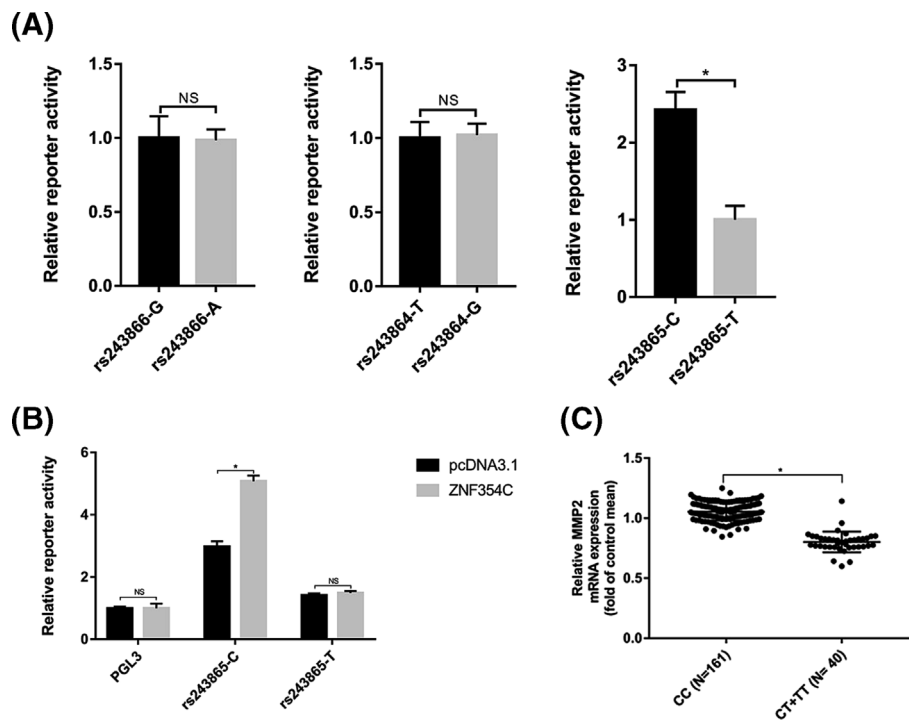 (A)
Relative reporter activity
1.5
1.0
0.5
0.0
NS
rs243866-G
rs243866-A
Relative reporter activity
1.5
1.0
0.5
0.0
NS
rs243864-T
rs243864-G
Relative reporter activity
3
2
1
0
*
rs243865-C
rs243865-T
(B)
Relative reporter activity
6
4
2
0
NS
*
NS
PGL3
rs243865-C
rs243865-T
pcDNA3.1
ZNF354C
(C)
Relative MMP2
mRNA expression
(fold of control mean)
1.5
1.0
0.5
0.0
*
CC (N=161)
CT+TT (N= 40)